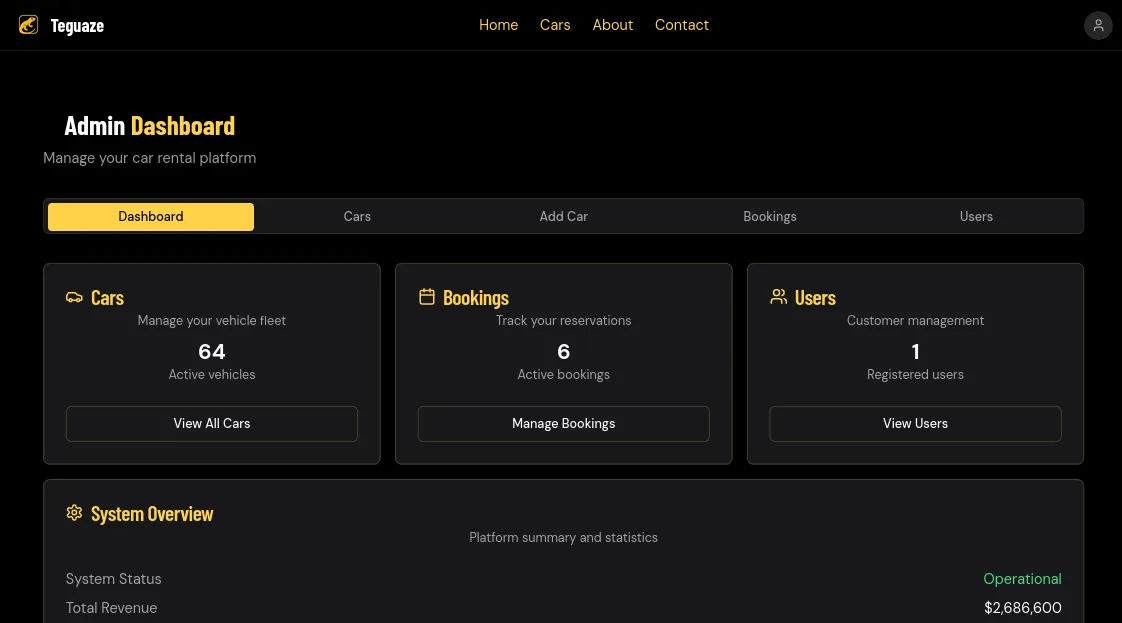 Teguaze
Home Cars About Contact
Admin Dashboard
Manage your car rental platform
Dashboard Cars Add Car Bookings Users
Cars
Manage your vehicle fleet
64
Active vehicles
View All Cars
Bookings
Track your reservations
6
Active bookings
Manage Bookings
Users
Customer management
1
Registered users
View Users
System Overview
Platform summary and statistics
System Status Operational
Total Revenue $2,686,600